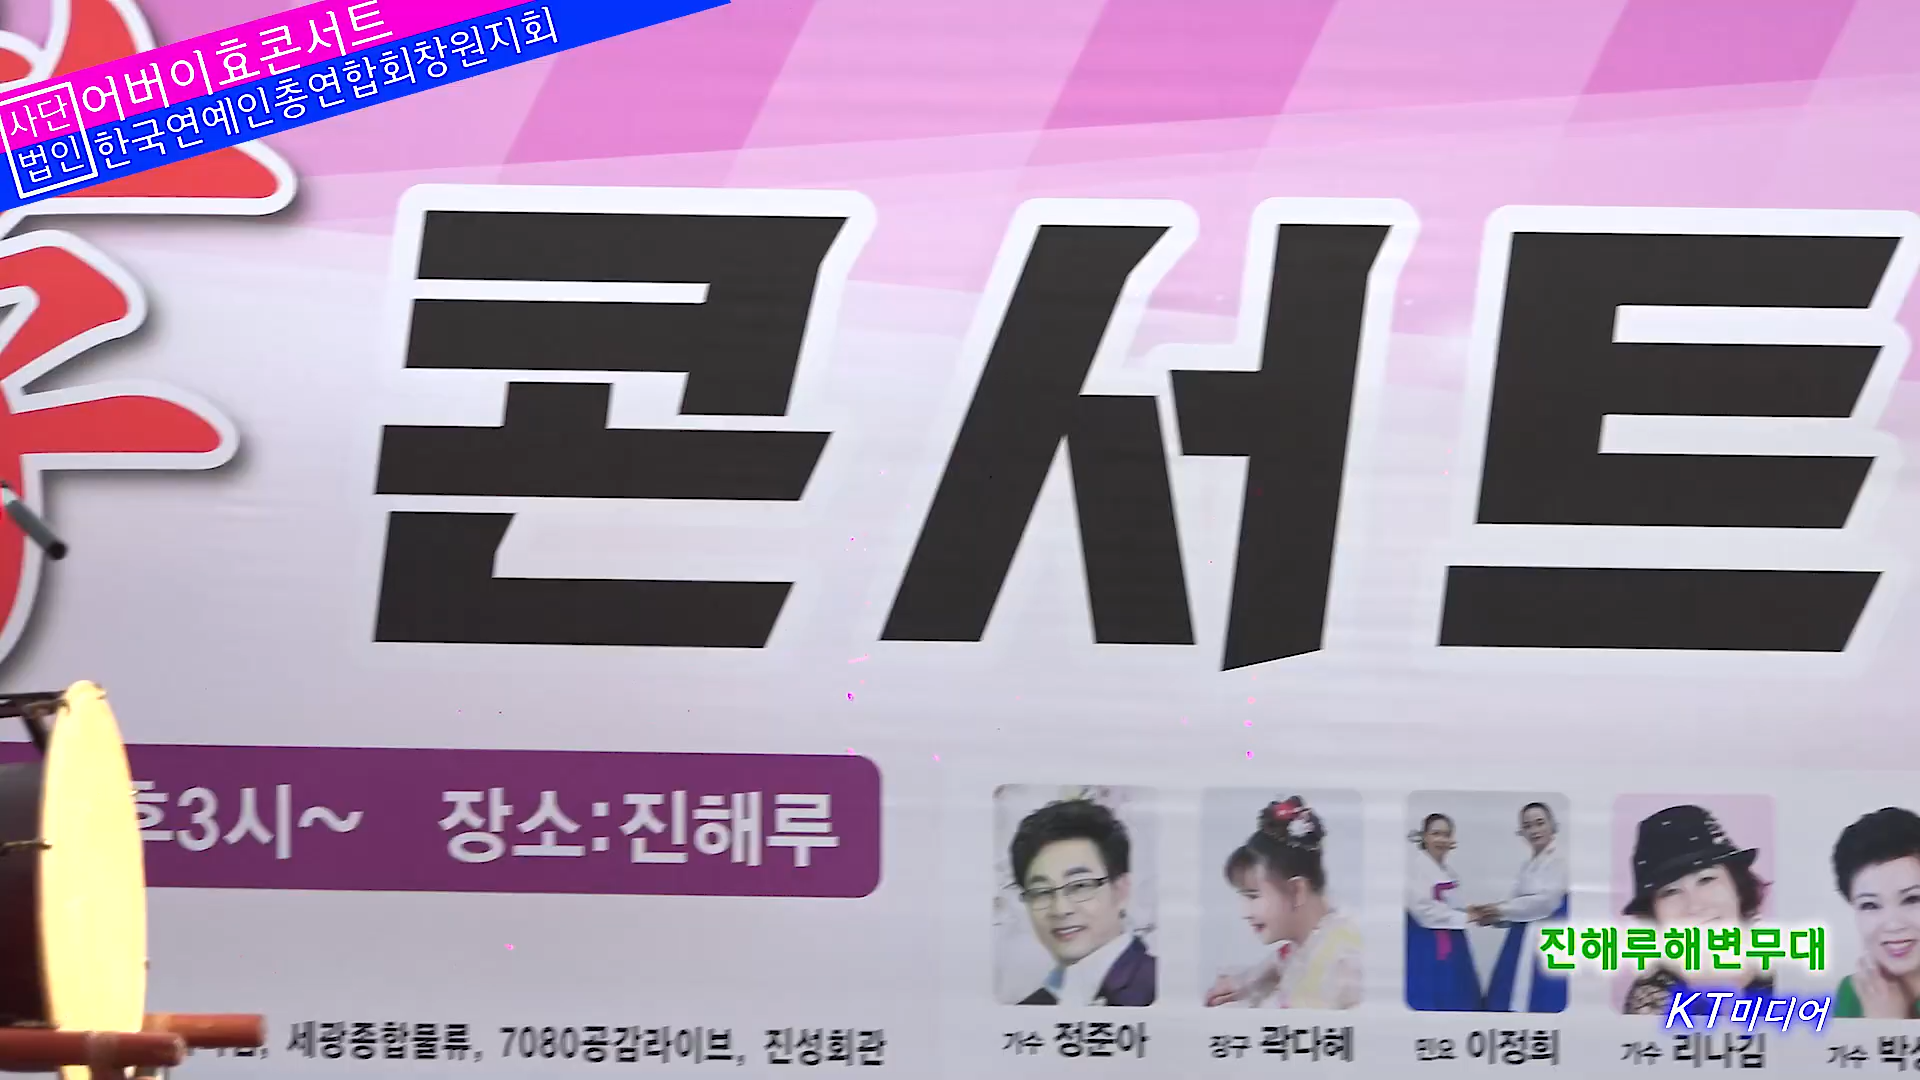 어버이효콘서트
사단법인 한국연예인총연합회창원지회
콘서트
후3시~ 장소:진해루
세광종합물류, 7080공감라이브, 진성회관
가수 정준아
장구 곽다혜
민요 이정희
가수 리나김
가수
진해루해변무대
KT미디어